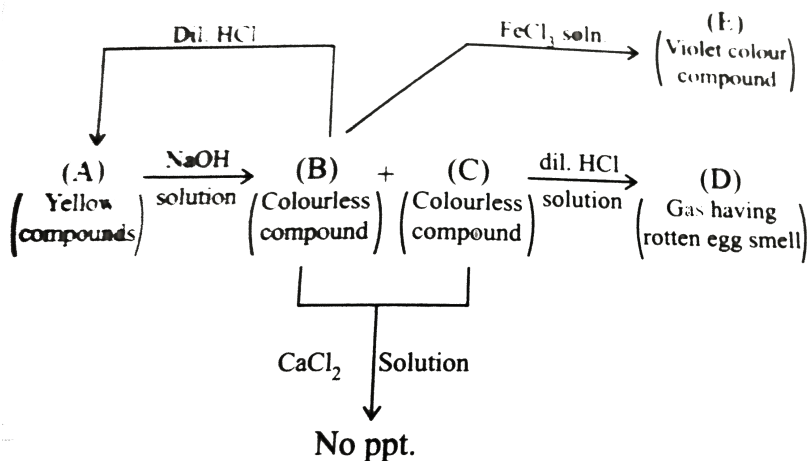 Dil. HCl
FeCl₃ soln.
(E)
(Violet colour
compound)
(A)
(Yellow
compounds)
NaOH
solution
(B)
(Colourless
compound)
+
(C)
(Colourless
compound)
dil. HCl
solution
(D)
(Gas having
rotten egg smell)
CaCl₂ Solution
No ppt.